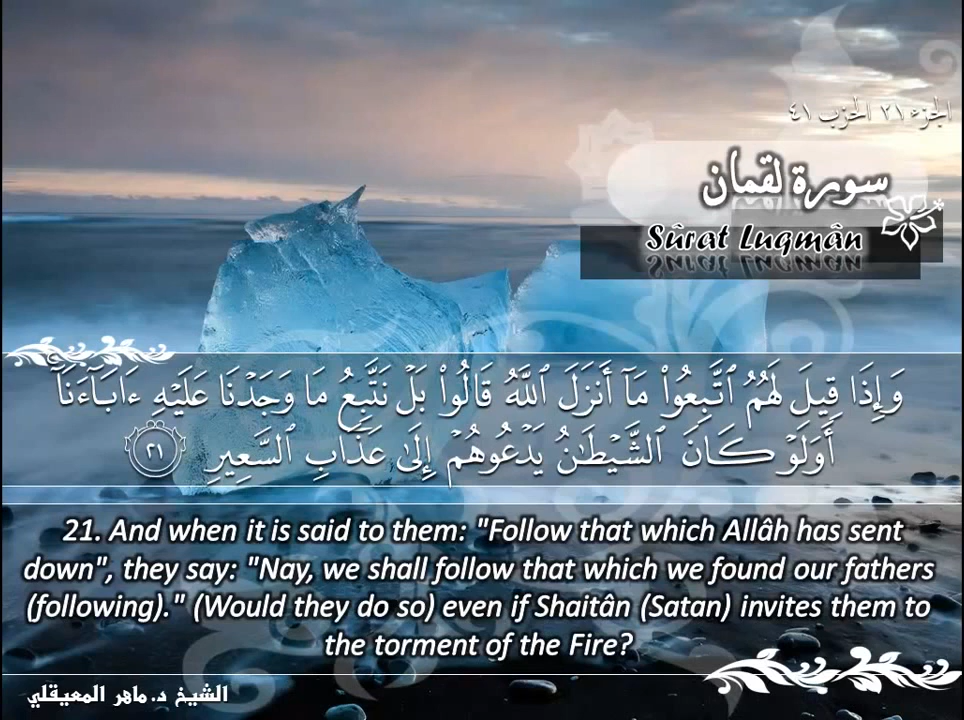 الجزء ٢١ الحزب ٤١
سورة لقمان
Sûrat Luqmân
وَإِذَا قِيلَ لَهُمُ ٱتَّبِعُوا۟ مَآ أَنزَلَ ٱللَّهُ قَالُوا۟ بَلْ نَتَّبِعُ مَا وَجَدْنَا عَلَيْهِ ءَابَآءَنَآ
أَوَلَوْ كَانَ ٱلشَّيْطَٰنُ يَدْعُوهُمْ إِلَىٰ عَذَابِ ٱلسَّعِيرِ ٢١
21. And when it is said to them: "Follow that which Allâh has sent
down", they say: "Nay, we shall follow that which we found our fathers
(following)." (Would they do so) even if Shaitân (Satan) invites them to
the torment of the Fire?
الشيخ د. ماهر المعيقلي